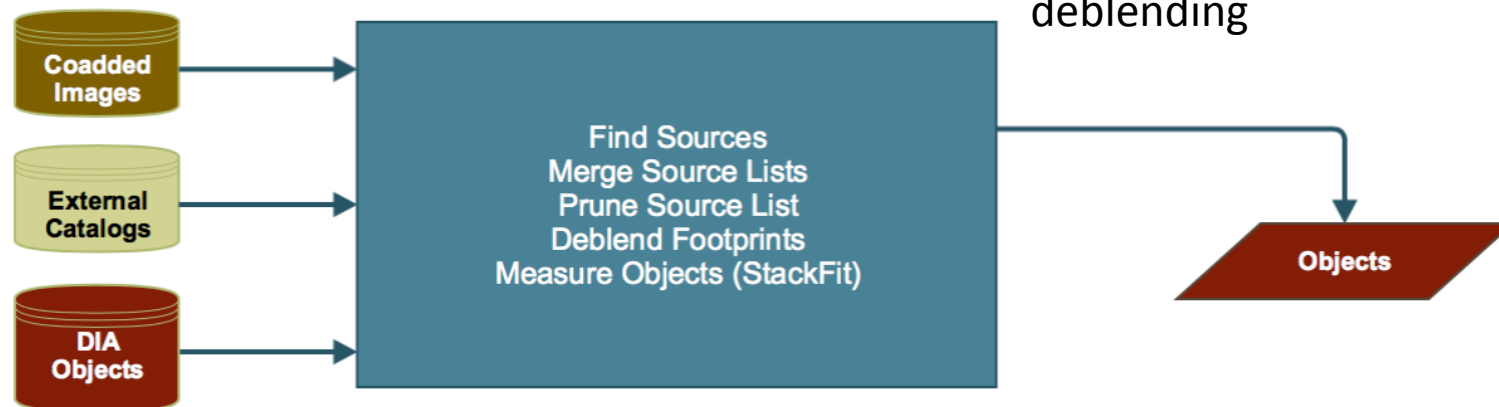 deblending
Coadded
Images
External
Catalogs
DIA
Objects
Find Sources
Merge Source Lists
Prune Source List
Deblend Footprints
Measure Objects (StackFit)
Objects